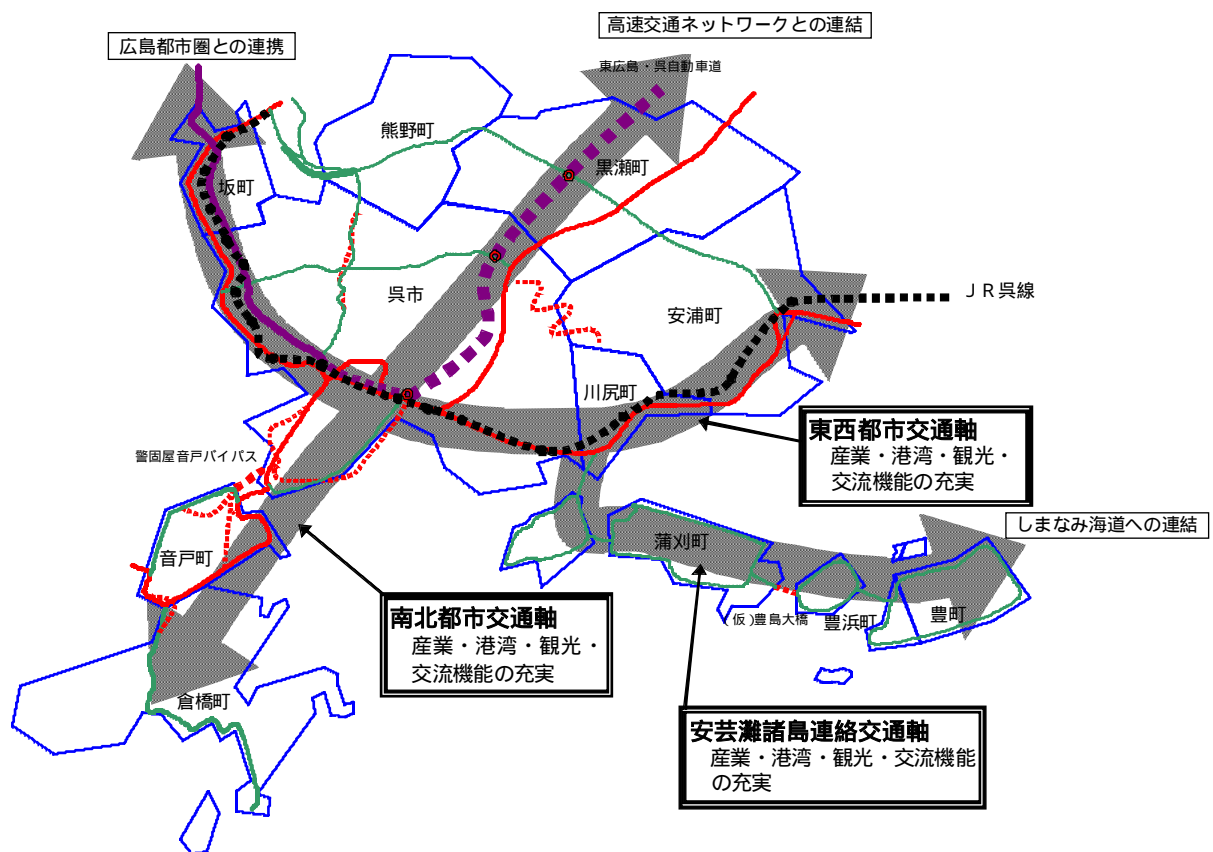 高速交通ネットワークとの連結
広島都市圏との連携
東広島・呉自動車道
熊野町
黒瀬町
坂町
呉市
ＪＲ呉線
安浦町
川尻町
東西都市交通軸
産業・港湾・観光・
交流機能の充実
警固屋音戸バイパス
しまなみ海道への連結
蒲刈町
音戸町
(仮)豊島大橋
豊浜町
豊町
南北都市交通軸
産業・港湾・観光・
交流機能の充実
倉橋町
安芸灘諸島連絡交通軸
産業・港湾・観光・交流機能
の充実